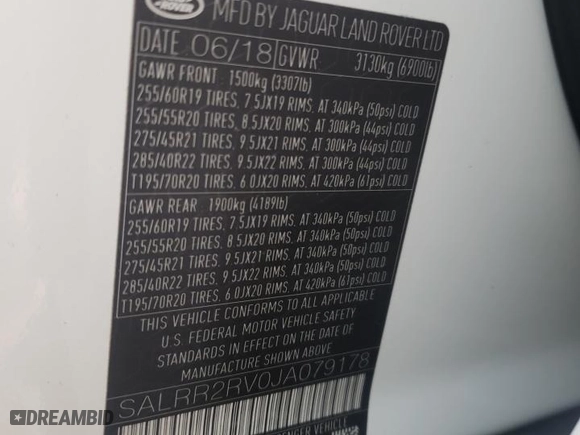 ROVER
MFD BY JAGUAR LAND ROVER LTD
DATE 06/18 GVWR 3130kg (6900lb)
GAWR FRONT 1500kg (3307lb)
255/60R19 TIRES, 7.5JX19 RIMS, AT 340kPa (50psi) COLD
255/55R20 TIRES, 8.5JX20 RIMS, AT 300kPa (44psi) COLD
275/45R21 TIRES, 9.5JX21 RIMS, AT 300kPa (44psi) COLD
285/40R22 TIRES, 9.5JX22 RIMS, AT 300kPa (44psi) COLD
T195/70R20 TIRES, 6.0JX20 RIMS, AT 420kPa (61psi) COLD
GAWR REAR 1900kg (4189lb)
255/60R19 TIRES, 7.5JX19 RIMS, AT 340kPa (50psi) COLD
255/55R20 TIRES, 8.5JX20 RIMS, AT 340kPa (50psi) COLD
275/45R21 TIRES, 9.5JX21 RIMS, AT 340kPa (50psi) COLD
285/40R22 TIRES, 9.5JX22 RIMS, AT 340kPa (50psi) COLD
T195/70R20 TIRES, 6.0JX20 RIMS, AT 420kPa (61psi) COLD
THIS VEHICLE CONFORMS TO ALL APPLICABLE
U.S. FEDERAL MOTOR VEHICLE SAFETY
STANDARDS IN EFFECT ON THE DATE OF
MANUFACTURE SHOWN ABOVE.
SALRR2RV0JA079178
VEHICLE
DREAMBID